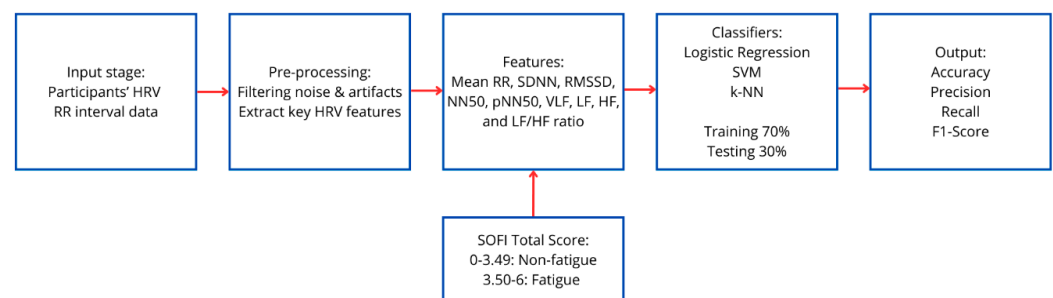 Input stage:
Participants' HRV
RR interval data
Pre-processing:
Filtering noise & artifacts
Extract key HRV features
Features:
Mean RR, SDNN, RMSSD,
NN50, pNN50, VLF, LF, HF,
and LF/HF ratio
Classifiers:
Logistic Regression
SVM
k-NN
Training 70%
Testing 30%
Output:
Accuracy
Precision
Recall
F1-Score
SOFI Total Score:
0-3.49: Non-fatigue
3.50-6: Fatigue